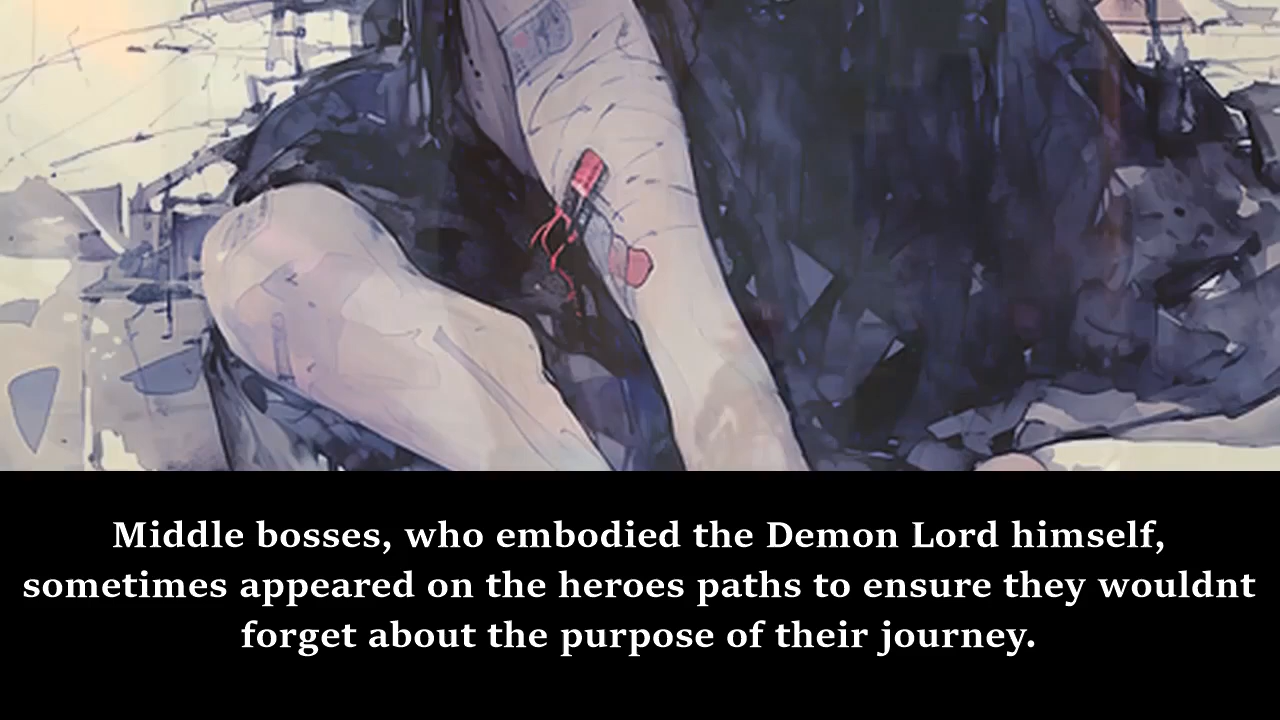 Middle bosses, who embodied the Demon Lord himself,
sometimes appeared on the heroes paths to ensure they wouldnt
forget about the purpose of their journey.